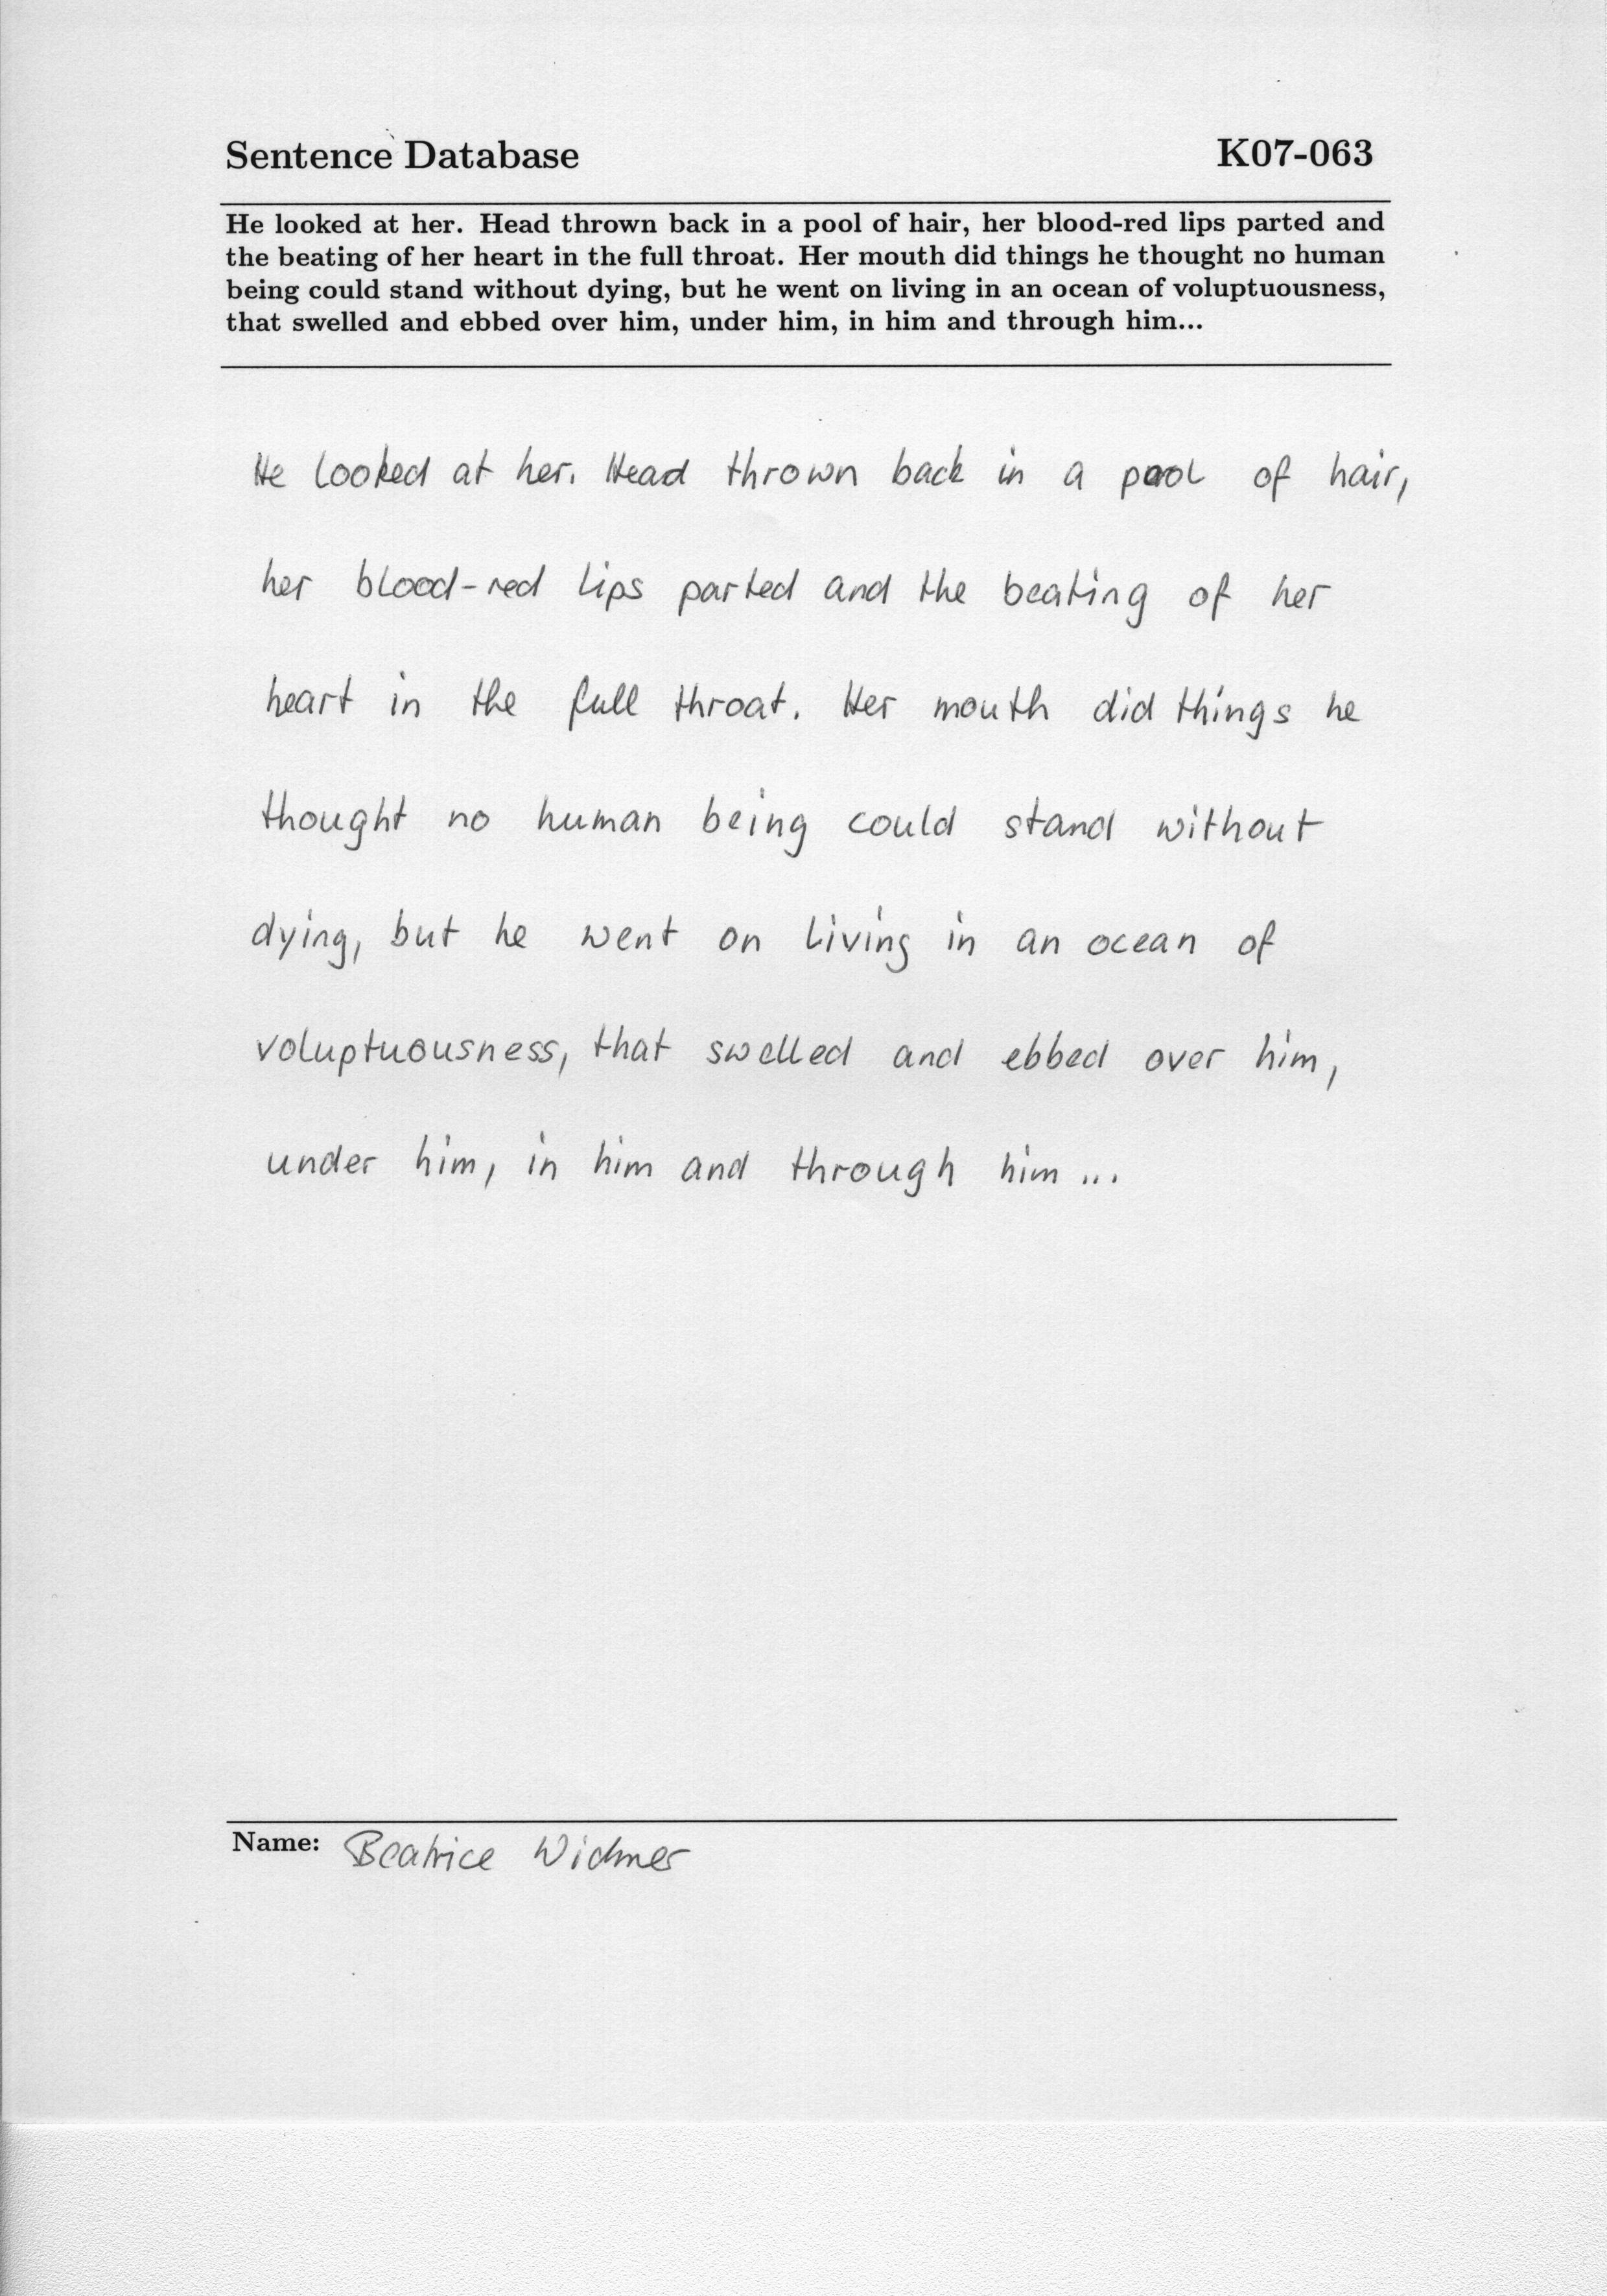 Sentence Database K07-063
He looked at her. Head thrown back in a pool of hair, her blood-red lips parted and
the beating of her heart in the full throat. Her mouth did things he thought no human
being could stand without dying, but he went on living in an ocean of voluptuousness,
that swelled and ebbed over him, under him, in him and through him...
He looked at her. Head thrown back in a pool of hair,
her blood-red lips parted and the beating of her
heart in the full throat. Her mouth did things he
thought no human being could stand without
dying, but he went on living in an ocean of
voluptuousness, that swelled and ebbed over him,
under him, in him and through him...
Name: Beatrice Widmer